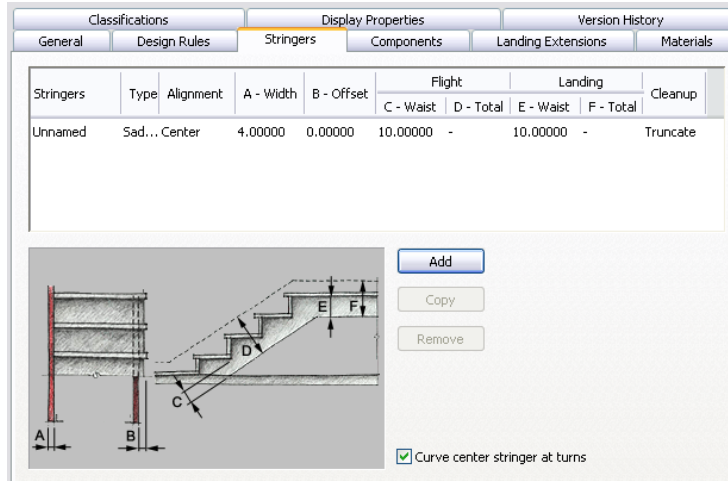 Classifications Display Properties Version History
General Design Rules Stringers Components Landing Extensions Materials
Stringers Type Alignment A - Width B - Offset Flight Landing Cleanup
C - Waist D - Total E - Waist F - Total
Unnamed Sad... Center 4.00000 0.00000 10.00000 - 10.00000 - Truncate
Add
Copy
Remove
E F
D
C
A B
Curve center stringer at turns